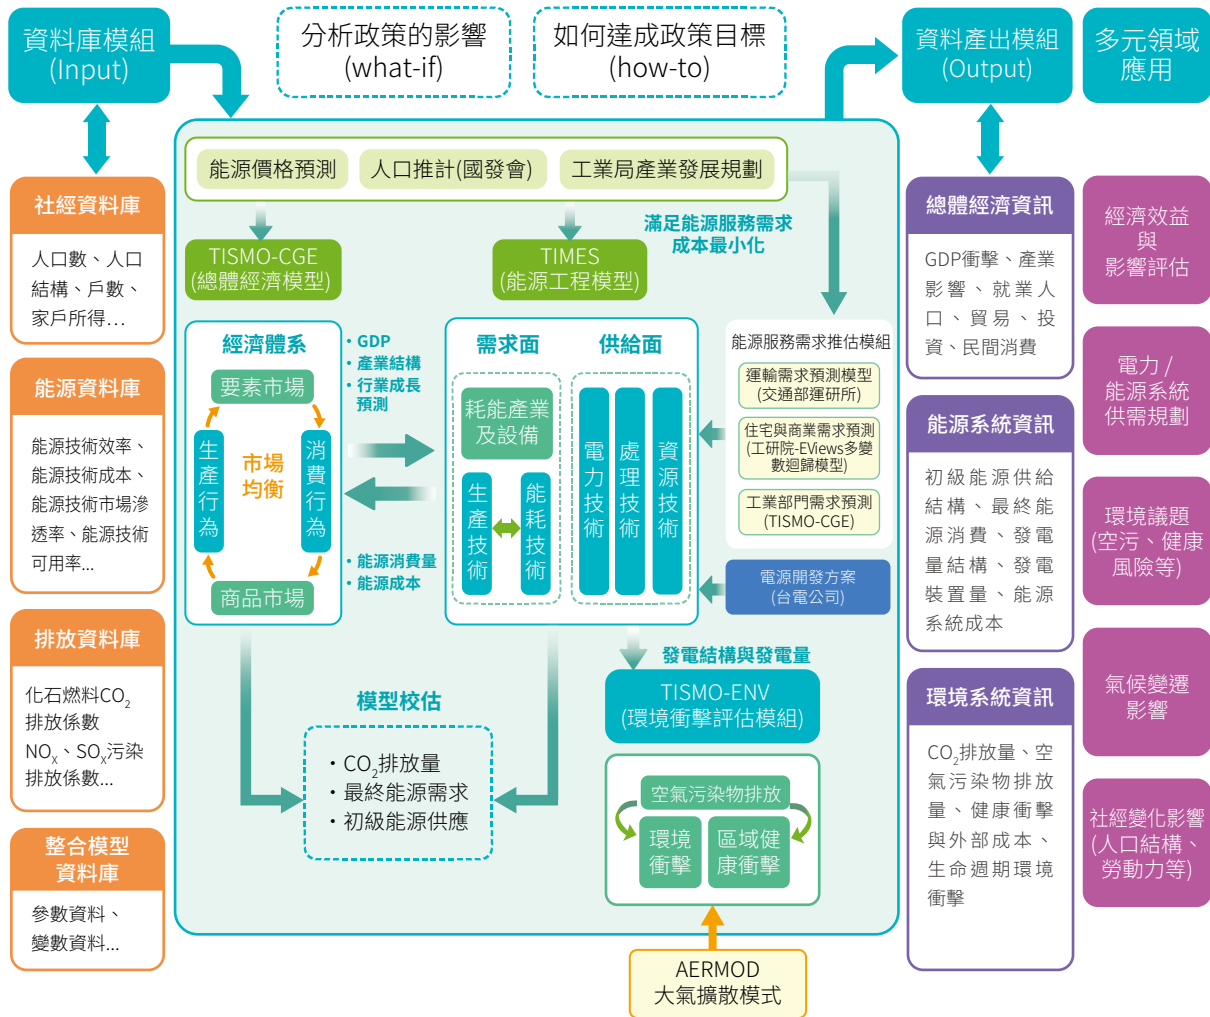 資料庫模組
(Input)
分析政策的影響
(what-if)
如何達成政策目標
(how-to)
資料產出模組
(Output)
多元領域
應用
社經資料庫
人口數、人口
結構、戶數、
家戶所得…
能源資料庫
能源技術效率、
能源技術成本、
能源技術市場滲
透率、能源技術
可用率...
排放資料庫
化石燃料CO₂
排放係數
NOₓ、SOₓ污染
排放係數...
整合模型
資料庫
參數資料、
變數資料...
能源價格預測
人口推計(國發會)
工業局產業發展規劃
TISMO-CGE
(總體經濟模型)
TIMES
(能源工程模型)
滿足能源服務需求
成本最小化
經濟體系
要素市場
生產行為
市場
均衡
消費行為
商品市場
・GDP
・產業結構
・行業成長
預測
・能源消費量
・能源成本
需求面
耗能產業
及設備
生產技術
能耗技術
供給面
電力技術
處理技術
資源技術
能源服務需求推估模組
運輸需求預測模型
(交通部運研所)
住宅與商業需求預測
(工研院-EViews多變
數迴歸模型)
工業部門需求預測
(TISMO-CGE)
電源開發方案
(台電公司)
模型校估
・CO₂排放量
・最終能源需求
・初級能源供應
發電結構與發電量
TISMO-ENV
(環境衝擊評估模組)
空氣污染物排放
環境
衝擊
區域健
康衝擊
AERMOD
大氣擴散模式
總體經濟資訊
GDP衝擊、產業
影響、就業人
口、貿易、投
資、民間消費
能源系統資訊
初級能源供給
結構、最終能
源消費、發電
量結構、發電
裝置量、能源
系統成本
環境系統資訊
CO₂排放量、空
氣污染物排放
量、健康衝擊
與外部成本、
生命週期環境
衝擊
經濟效益
與
影響評估
電力 /
能源系統
供需規劃
環境議題
(空污、健康
風險等)
氣候變遷
影響
社經變化影響
(人口結構、
勞動力等)